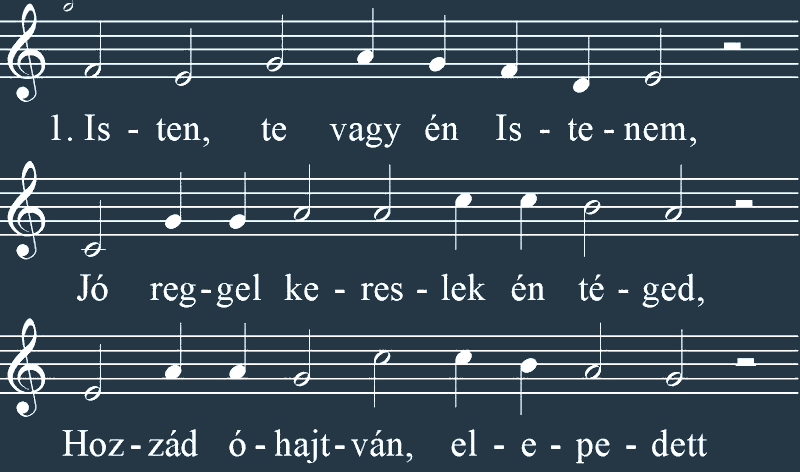 1. Is - ten, te vagy én Is - te - nem,
Jó reg - gel ke - res - lek én té - ged,
Hoz - zád ó - hajt - ván, el - e - pe - dett